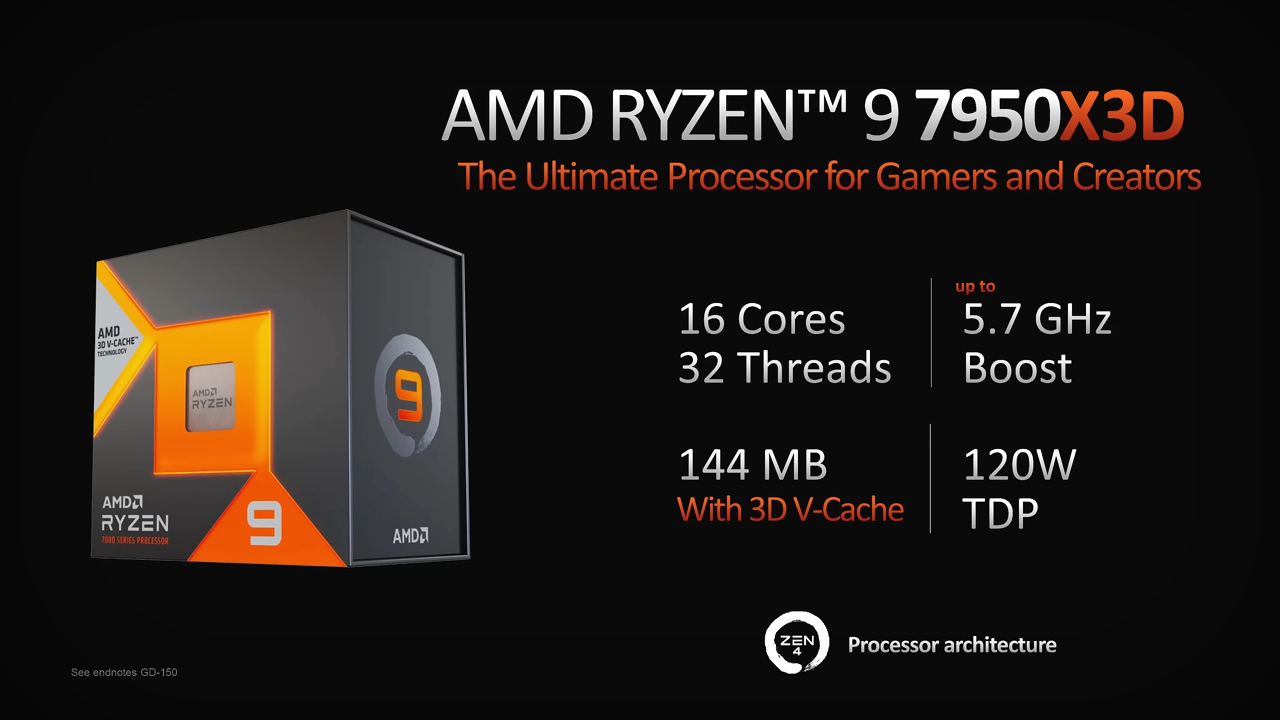 AMD RYZEN™ 9 7950X3D
The Ultimate Processor for Gamers and Creators
AMD
3D V-CACHE™
TECHNOLOGY
AMD
RYZEN
9
AMD
RYZEN
7000 SERIES PROCESSOR
9
AMD
16 Cores
32 Threads
up to
5.7 GHz
Boost
144 MB
With 3D V-Cache
120W
TDP
ZEN
4
Processor architecture
See endnotes GD-150